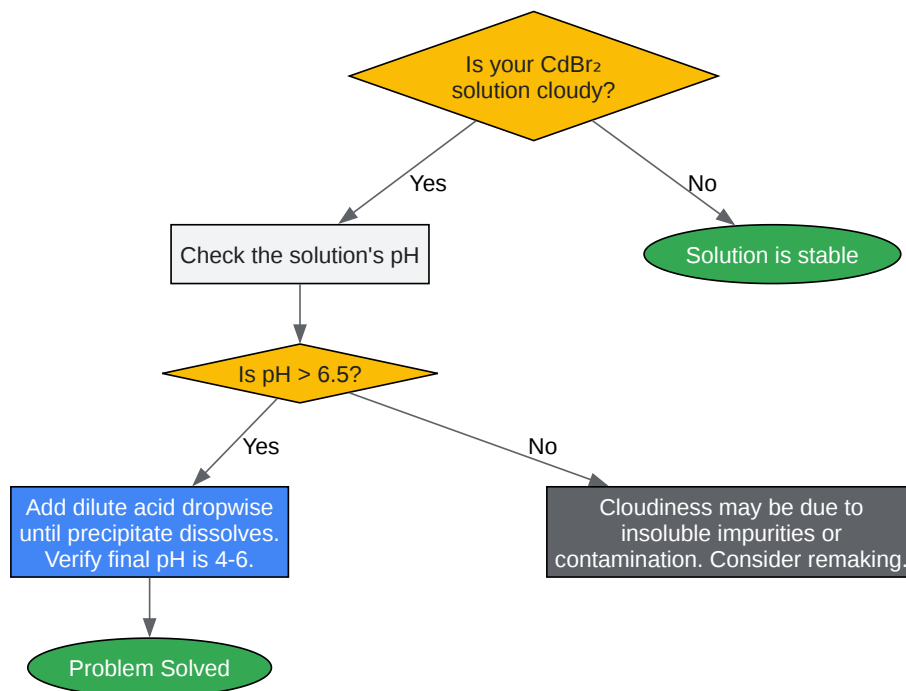 Is your CdBr₂
solution cloudy?
Yes
No
Check the solution's pH
Solution is stable
Is pH > 6.5?
Yes
No
Add dilute acid dropwise
until precipitate dissolves.
Verify final pH is 4-6.
Cloudiness may be due to
insoluble impurities or
contamination. Consider remaking.
Problem Solved